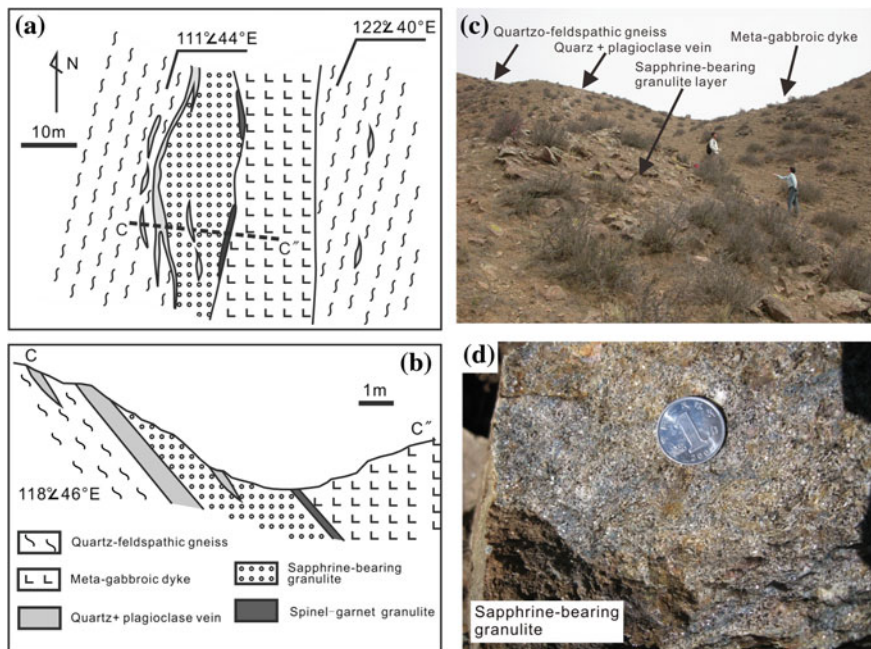 (a)
111∠44°E
122∠40°E
N
10m
C
C″
(b)
C
1m
C″
118∠46°E
Quartz-feldspathic gneiss
Meta-gabbroic dyke
Quartz+ plagioclase vein
Sapphrine-bearing
granulite
Spinel-garnet granulite
(c)
Quartzo-feldspathic gneiss
Quarz + plagioclase vein
Sapphrine-bearing
granulite layer
Meta-gabbroic dyke
(d)
1
Sapphrine-bearing
granulite